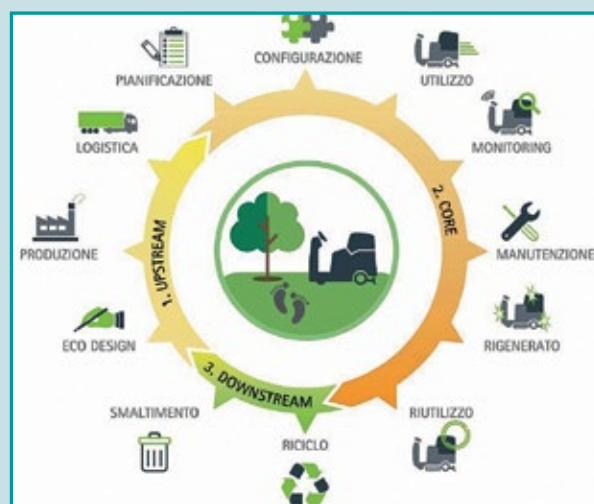 CONFIGURAZIONE
PIANIFICAZIONE
UTILIZZO
LOGISTICA
MONITORING
PRODUZIONE
1. UPSTREAM
2. CORE
MANUTENZIONE
ECO DESIGN
RIGENERATO
3. DOWNSTREAM
SMALTIMENTO
RIUTILIZZO
RICICLO